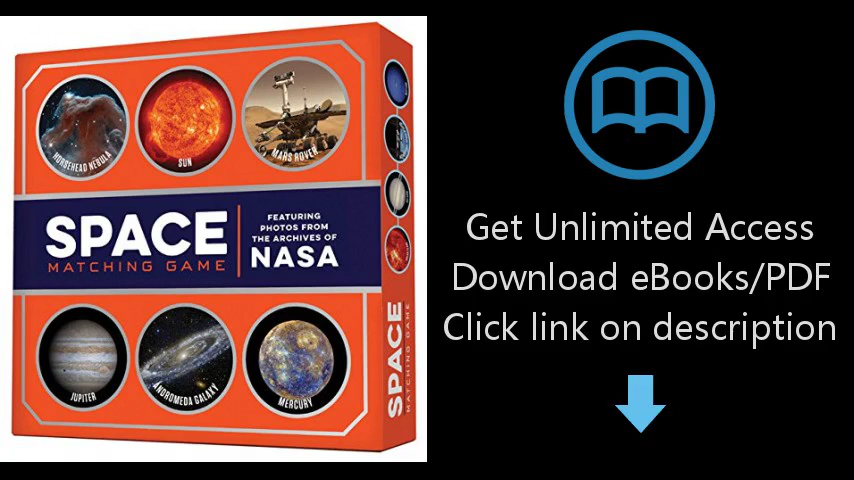 HORSEHEAD NEBULA
SUN
MARS ROVER
SPACE
MATCHING GAME
FEATURING
PHOTOS FROM
THE ARCHIVES OF
NASA
JUPITER
ANDROMEDA GALAXY
MERCURY
SPACE
MATCHING GAME
Get Unlimited Access
Download eBooks/PDF
Click link on description